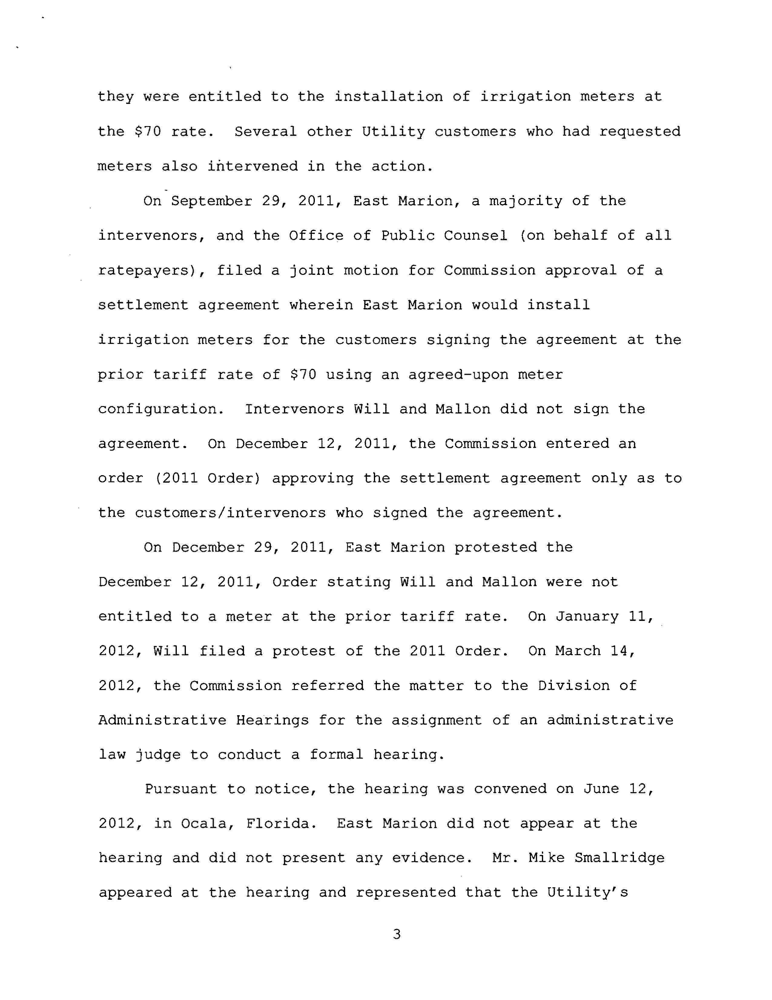 they were entitled to the installation of irrigation meters at
the $70 rate.  Several other Utility customers who had requested
meters also intervened in the action.
On September 29, 2011, East Marion, a majority of the
intervenors, and the Office of Public Counsel (on behalf of all
ratepayers), filed a joint motion for Commission approval of a
settlement agreement wherein East Marion would install
irrigation meters for the customers signing the agreement at the
prior tariff rate of $70 using an agreed-upon meter
configuration.  Intervenors Will and Mallon did not sign the
agreement.  On December 12, 2011, the Commission entered an
order (2011 Order) approving the settlement agreement only as to
the customers/intervenors who signed the agreement.
On December 29, 2011, East Marion protested the
December 12, 2011, Order stating Will and Mallon were not
entitled to a meter at the prior tariff rate.  On January 11,
2012, Will filed a protest of the 2011 Order.  On March 14,
2012, the Commission referred the matter to the Division of
Administrative Hearings for the assignment of an administrative
law judge to conduct a formal hearing.
Pursuant to notice, the hearing was convened on June 12,
2012, in Ocala, Florida.  East Marion did not appear at the
hearing and did not present any evidence.  Mr. Mike Smallridge
appeared at the hearing and represented that the Utility's
3